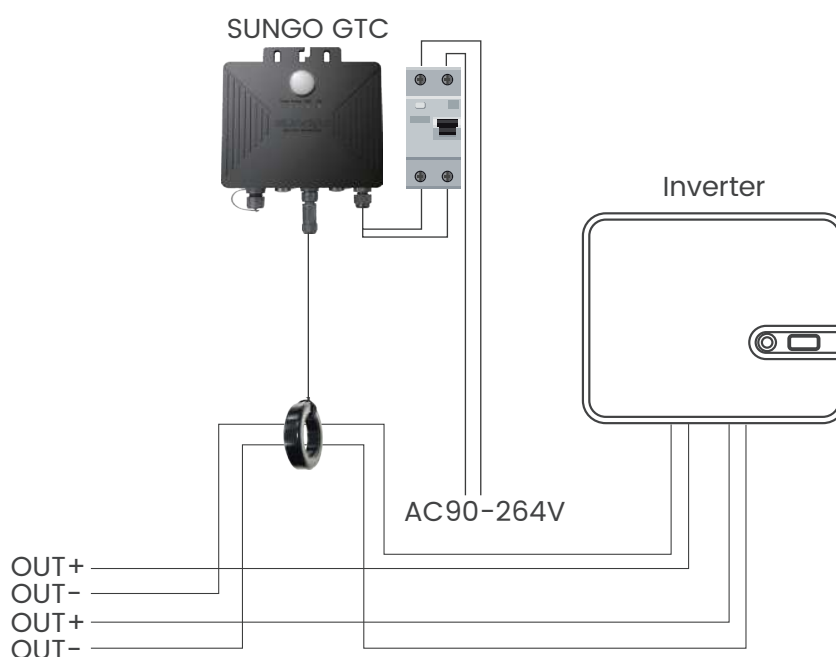 SUNGO GTC
Inverter
AC90-264V
OUT+
OUT-
OUT+
OUT-